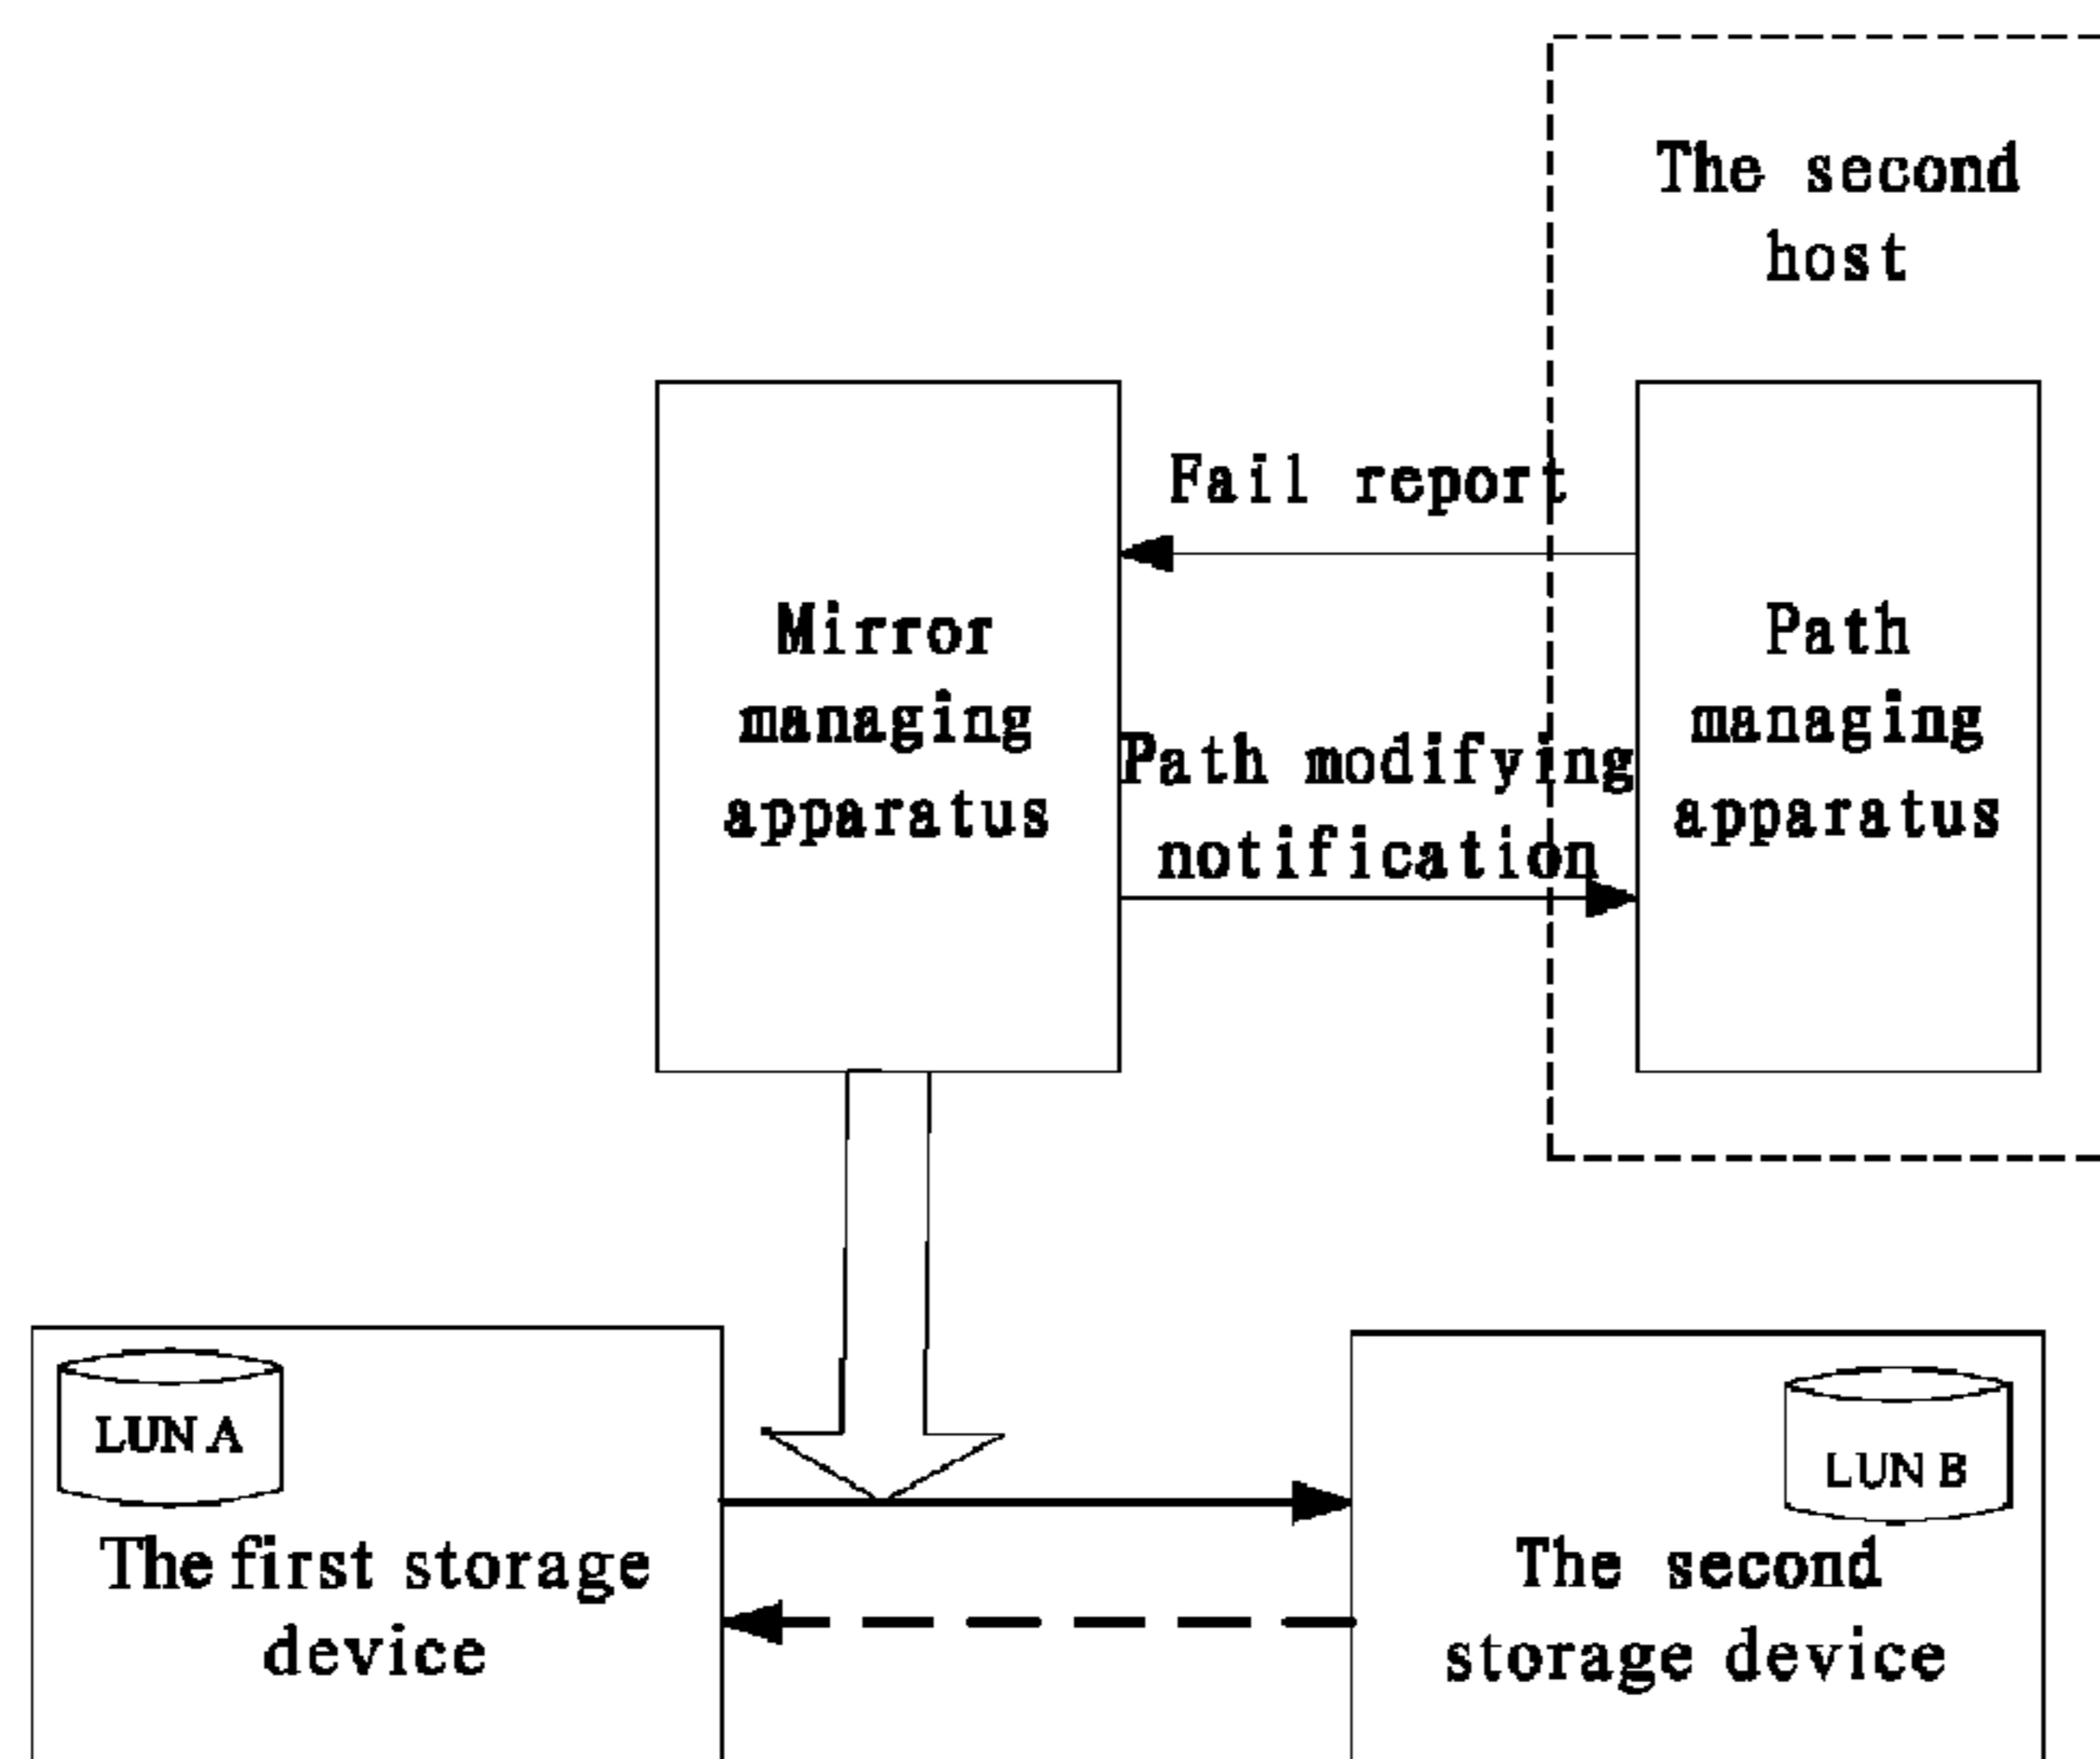 The second
host
Fail report
Mirror
managing
apparatus
Path modifying
notification
Path
managing
apparatus
LUN A
The first storage
device
LUN B
The second
storage device